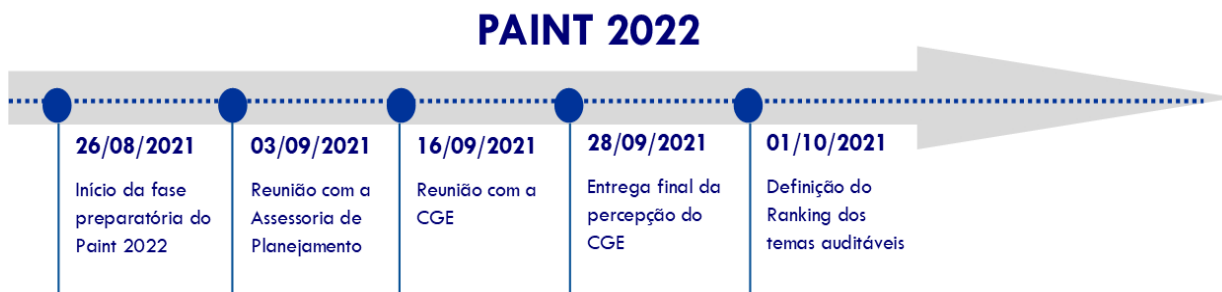 PAINT 2022
26/08/2021
Início da fase
preparatória do
Paint 2022
03/09/2021
Reunião com a
Assessoria de
Planejamento
16/09/2021
Reunião com a
CGE
28/09/2021
Entrega final da
percepção do
CGE
01/10/2021
Definição do
Ranking dos
temas auditáveis